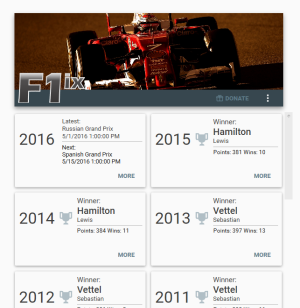 F1ix
DONATE
2016
Latest:
Russian Grand Prix
5/1/2016 1:00:00 PM
Next:
Spanish Grand Prix
5/15/2016 1:00:00 PM
MORE
2015
Winner:
Hamilton
Lewis
Points: 381 Wins: 10
MORE
2014
Winner:
Hamilton
Lewis
Points: 384 Wins: 11
MORE
2013
Winner:
Vettel
Sebastian
Points: 397 Wins: 13
MORE
2012
Winner:
Vettel
Sebastian
2011
Winner:
Vettel
Sebastian